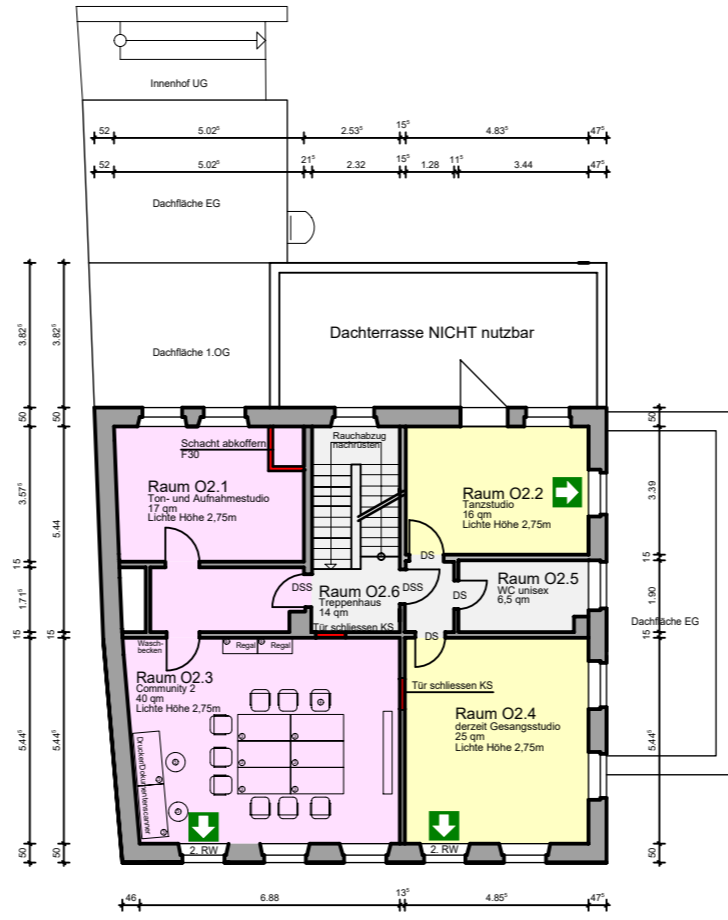 Innenhof UG
52 5.02⁵ 2.53⁵ 15⁵ 4.83⁵ 47⁵
52 5.02⁵ 21⁵ 2.32 15⁵ 1.28 11⁵ 3.44 47⁵
Dachfläche EG
Dachterrasse NICHT nutzbar
Dachfläche 1.OG
3.82⁵
3.82⁵
50
50
50
Rauchabzug
nachrüsten
Schacht abkoffern
F30
Raum O2.1
Ton- und Aufnahmestudio
17 qm
Lichte Höhe 2,75m
Raum O2.2
Tanzstudio
16 qm
Lichte Höhe 2,75m
3.57⁵
5.44
3.39
DS
15
15
Raum O2.5
WC unisex
6,5 qm
DSS
Raum O2.6
Treppenhaus
14 qm
DSS
DS
1.71⁵
1.90
Dachfläche EG
Tür schliessen KS
DS
15
15
15
Wasch-
becken
Regal
Regal
Raum O2.3
Community 2
40 qm
Lichte Höhe 2,75m
Tür schliessen KS
Raum O2.4
derzeit Gesangsstudio
25 qm
Lichte Höhe 2,75m
5.44⁵
5.44⁵
5.44⁵
Drucker/Dokumentenscanner
2. RW
2. RW
50
50
50
46 6.88 13⁵ 4.85⁵ 47⁵